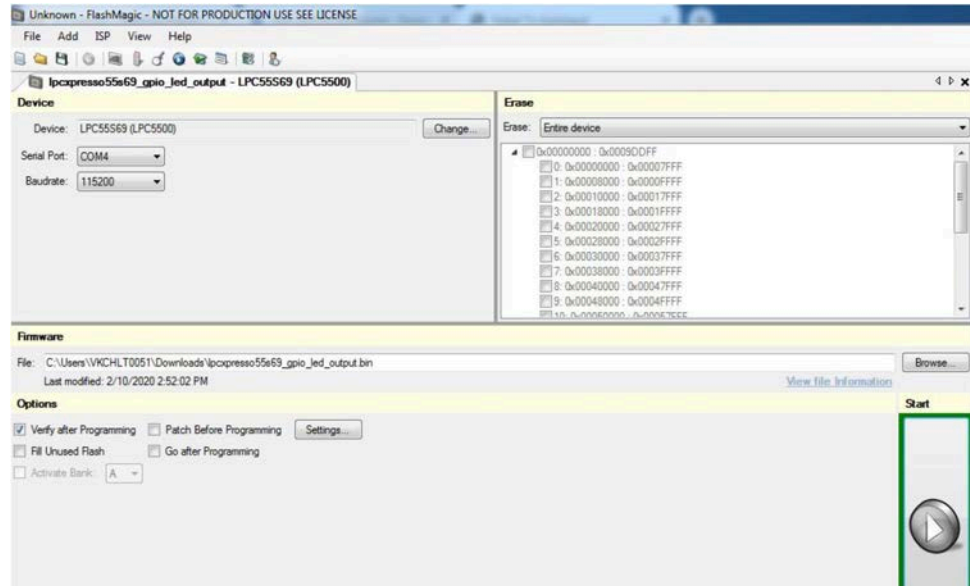 Unknown - FlashMagic - NOT FOR PRODUCTION USE SEE LICENSE
File Add ISP View Help
lpcxpresso55s69_gpio_led_output - LPC55S69 (LPC5500)
Device
Device: LPC55S69 (LPC5500) Change...
Serial Port: COM4
Baudrate: 115200
Erase
Erase: Entire device
0x00000000 : 0x0009DDFF
0: 0x00000000 : 0x00007FFF
1: 0x00008000 : 0x0000FFFF
2: 0x00010000 : 0x00017FFF
3: 0x00018000 : 0x0001FFFF
4: 0x00020000 : 0x00027FFF
5: 0x00028000 : 0x0002FFFF
6: 0x00030000 : 0x00037FFF
7: 0x00038000 : 0x0003FFFF
8: 0x00040000 : 0x00047FFF
9: 0x00048000 : 0x0004FFFF
10: 0x00050000 : 0x00057FFF
Firmware
File: C:\Users\VKCHLT0051\Downloads\lpcxpresso55s69_gpio_led_output.bin Browse...
Last modified: 2/10/2020 2:52:02 PM View file Information
Options
Verify after Programming Patch Before Programming Settings...
Fill Unused Flash Go after Programming
Activate Bank: A
Start